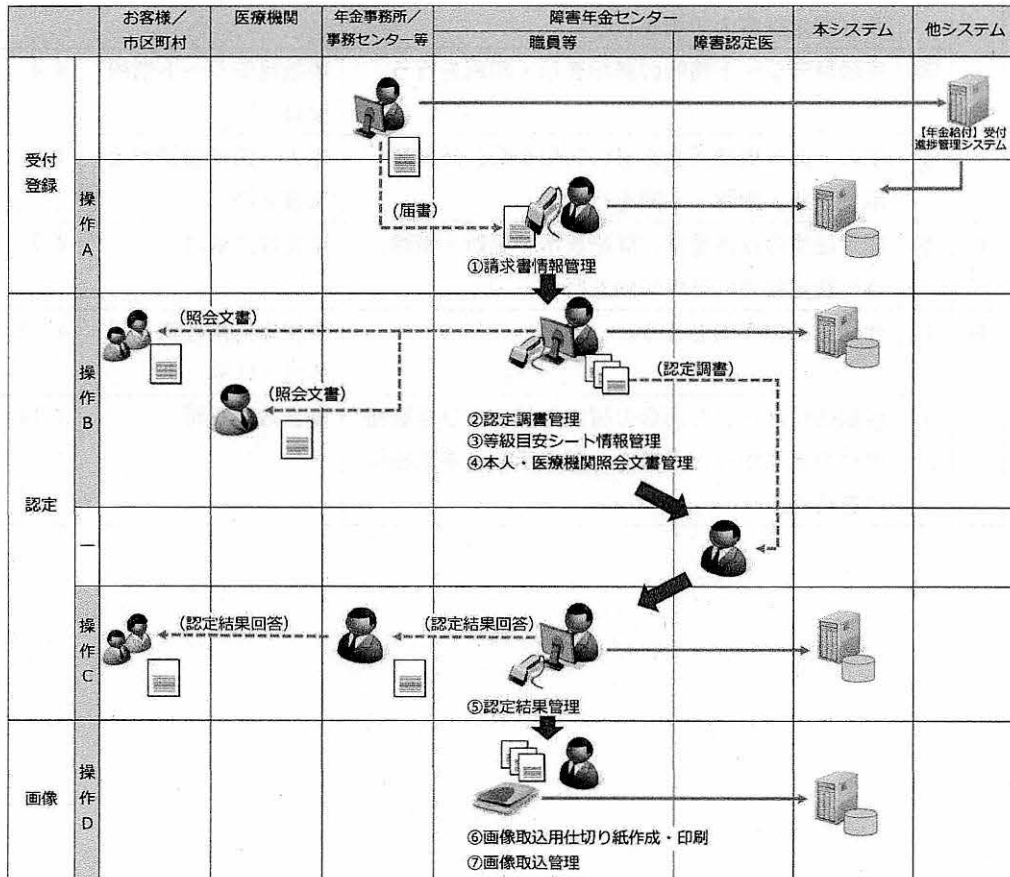 お客様／
市区町村
医療機関
年金事務所／
事務センター等
障害年金センター
職員等
障害認定医
本システム
他システム
受付
登録
【年金給付】受付
進捗管理システム
操作A
(届書)
①請求書情報管理
認定
操作B
(照会文書)
(照会文書)
(認定調書)
②認定調書管理
③等級目安シート情報管理
④本人・医療機関照会文書管理
―
操作C
(認定結果回答)
(認定結果回答)
⑤認定結果管理
画像
操作D
⑥画像取込用仕切り紙作成・印刷
⑦画像取込管理